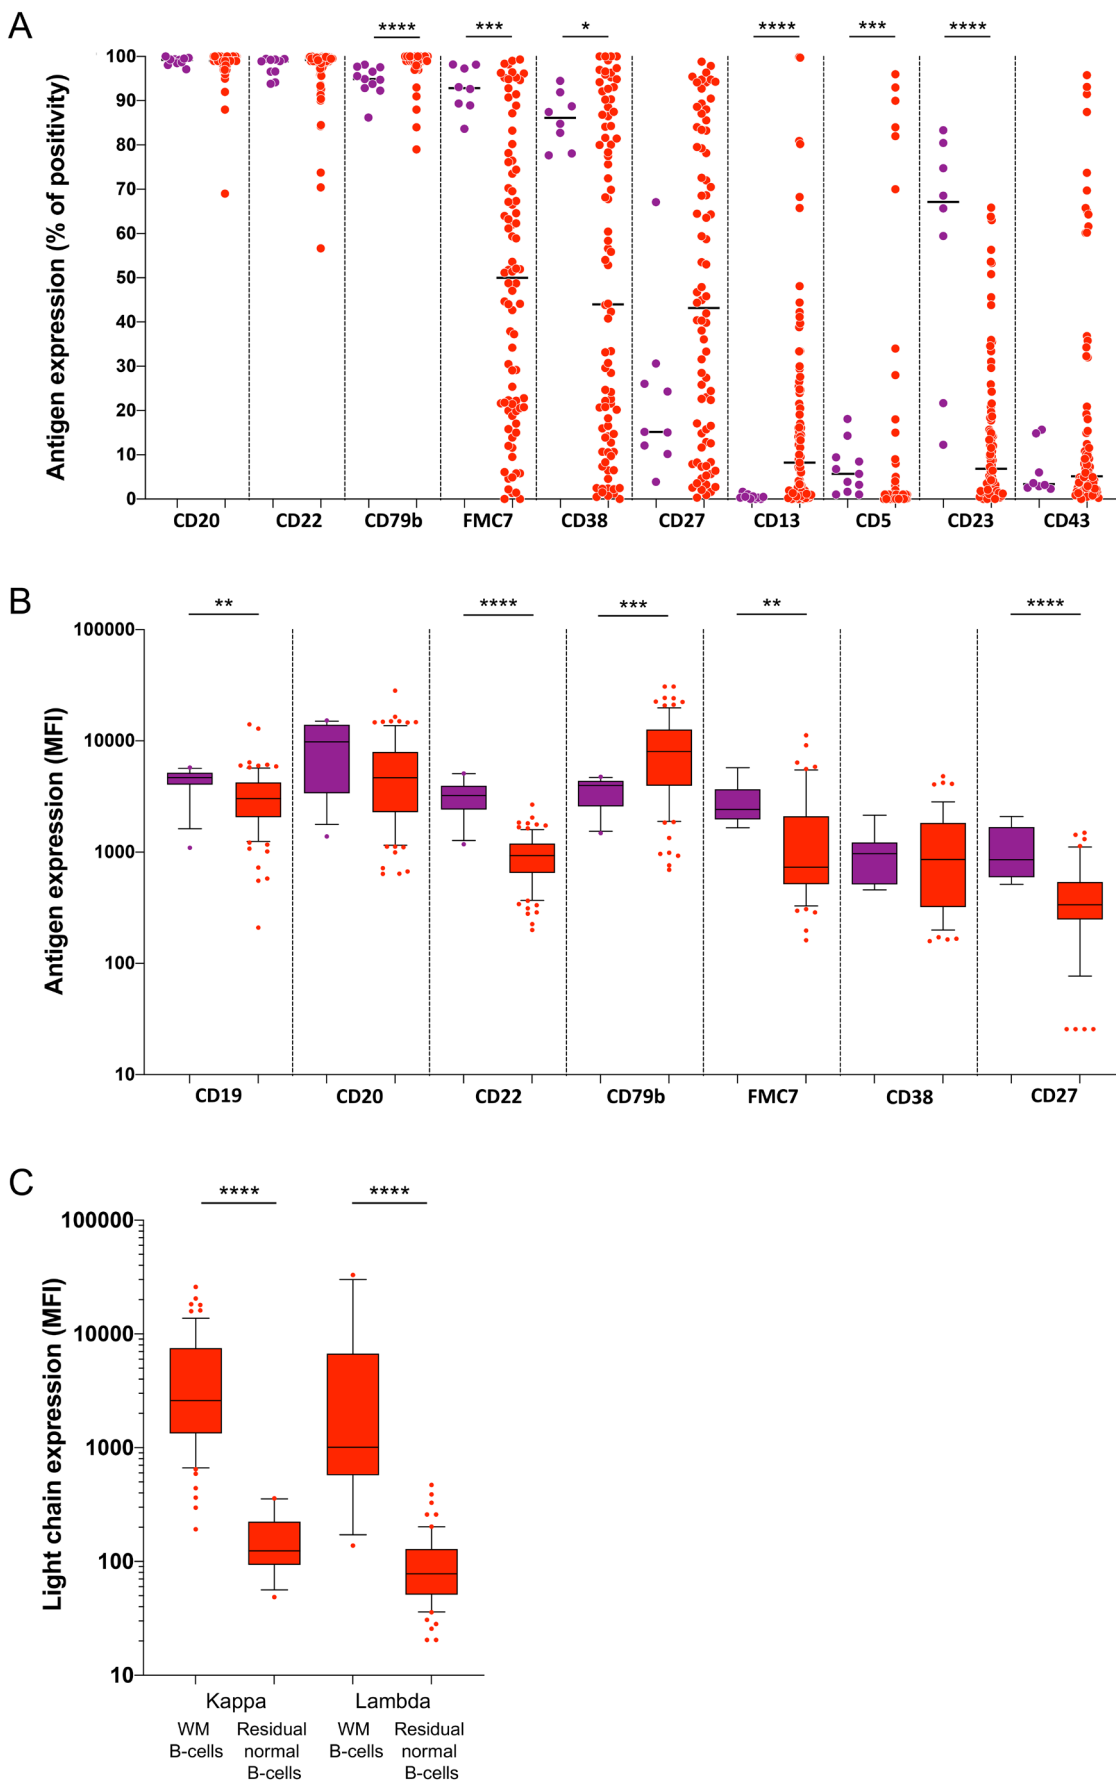 A
**** *** * **** *** ****
Antigen expression (% of positivity)
100
90
80
70
60
50
40
30
20
10
0
CD20 CD22 CD79b FMC7 CD38 CD27 CD13 CD5 CD23 CD43
B
** **** *** ** ****
Antigen expression (MFI)
100000
10000
1000
100
10
CD19 CD20 CD22 CD79b FMC7 CD38 CD27
C
**** ****
Light chain expression (MFI)
100000
10000
1000
100
10
Kappa Lambda
WM Residual WM Residual
B-cells normal B-cells normal
B-cells B-cells